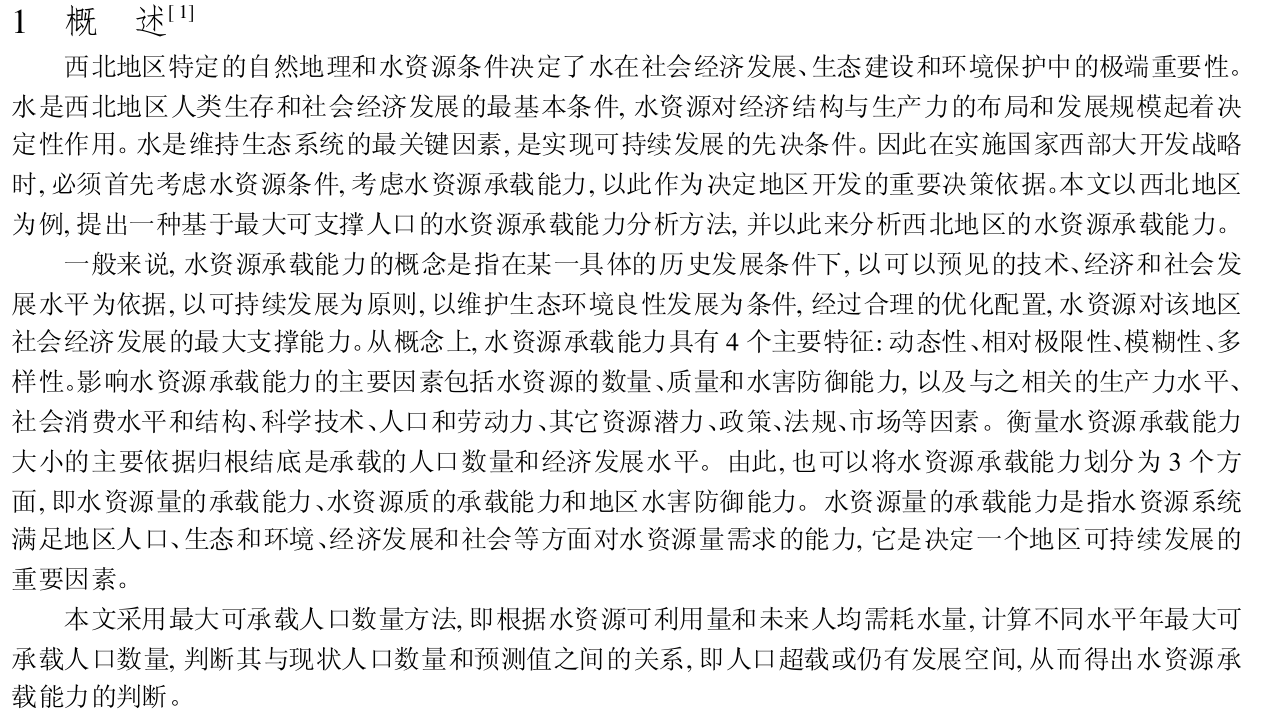 1 概 述[1]
西北地区特定的自然地理和水资源条件决定了水在社会经济发展、生态建设和环境保护中的极端重要性。
水是西北地区人类生存和社会经济发展的最基本条件, 水资源对经济结构与生产力的布局和发展规模起着决
定性作用。水是维持生态系统的最关键因素, 是实现可持续发展的先决条件。因此在实施国家西部大开发战略
时, 必须首先考虑水资源条件, 考虑水资源承载能力, 以此作为决定地区开发的重要决策依据。本文以西北地区
为例, 提出一种基于最大可支撑人口的水资源承载能力分析方法, 并以此来分析西北地区的水资源承载能力。
一般来说, 水资源承载能力的概念是指在某一具体的历史发展条件下, 以可以预见的技术、经济和社会发
展水平为依据, 以可持续发展为原则, 以维护生态环境良性发展为条件, 经过合理的优化配置, 水资源对该地区
社会经济发展的最大支撑能力。从概念上, 水资源承载能力具有 4 个主要特征: 动态性、相对极限性、模糊性、多
样性。影响水资源承载能力的主要因素包括水资源的数量、质量和水害防御能力, 以及与之相关的生产力水平、
社会消费水平和结构、科学技术、人口和劳动力、其它资源潜力、政策、法规、市场等因素。衡量水资源承载能力
大小的主要依据归根结底是承载的人口数量和经济发展水平。由此, 也可以将水资源承载能力划分为 3 个方
面, 即水资源量的承载能力、水资源质的承载能力和地区水害防御能力。水资源量的承载能力是指水资源系统
满足地区人口、生态和环境、经济发展和社会等方面对水资源量需求的能力, 它是决定一个地区可持续发展的
重要因素。
本文采用最大可承载人口数量方法, 即根据水资源可利用量和未来人均需耗水量, 计算不同水平年最大可
承载人口数量, 判断其与现状人口数量和预测值之间的关系, 即人口超载或仍有发展空间, 从而得出水资源承
载能力的判断。